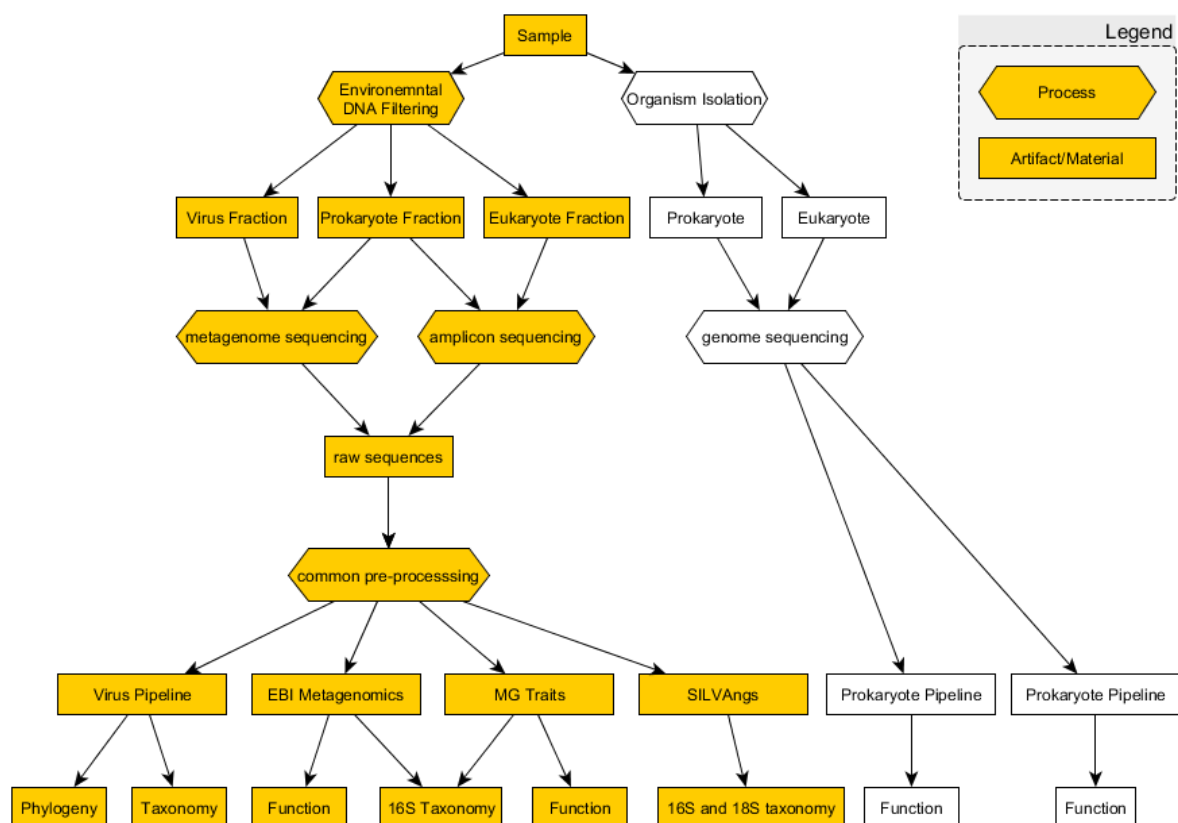 Sample
Legend
Environemntal
DNA Filtering
Organism Isolation
Process
Artifact/Material
Virus Fraction
Prokaryote Fraction
Eukaryote Fraction
Prokaryote
Eukaryote
metagenome sequencing
amplicon sequencing
genome sequencing
raw sequences
common pre-processsing
Virus Pipeline
EBI Metagenomics
MG Traits
SILVAngs
Prokaryote Pipeline
Prokaryote Pipeline
Phylogeny
Taxonomy
Function
16S Taxonomy
Function
16S and 18S taxonomy
Function
Function